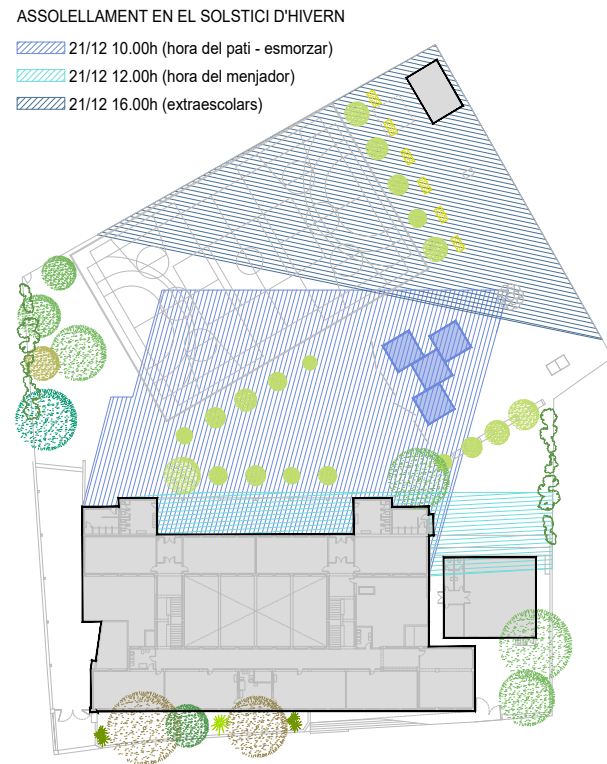 ASSOLELLAMENT EN EL SOLSTICI D'HIVERN
21/12 10.00h (hora del pati - esmorzar)
21/12 12.00h (hora del menjador)
21/12 16.00h (extraescolars)